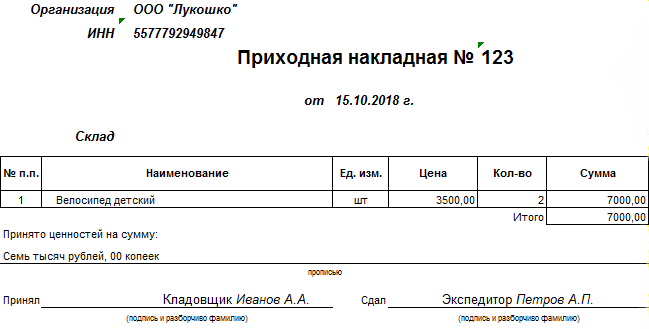 Организация ООО "Лукошко"
ИНН 5577792949847
Приходная накладная № 123
от 15.10.2018 г.
Склад
№ п.п. Наименование Ед. изм. Цена Кол-во Сумма
1 Велосипед детский шт 3500,00 2 7000,00
Итого 7000,00
Принято ценностей на сумму:
Семь тысяч рублей, 00 копеек
прописью
Принял Кладовщик Иванов А.А. Сдал Экспедитор Петров А.П.
(подпись и разборчиво фамилию) (подпись и разборчиво фамилию)